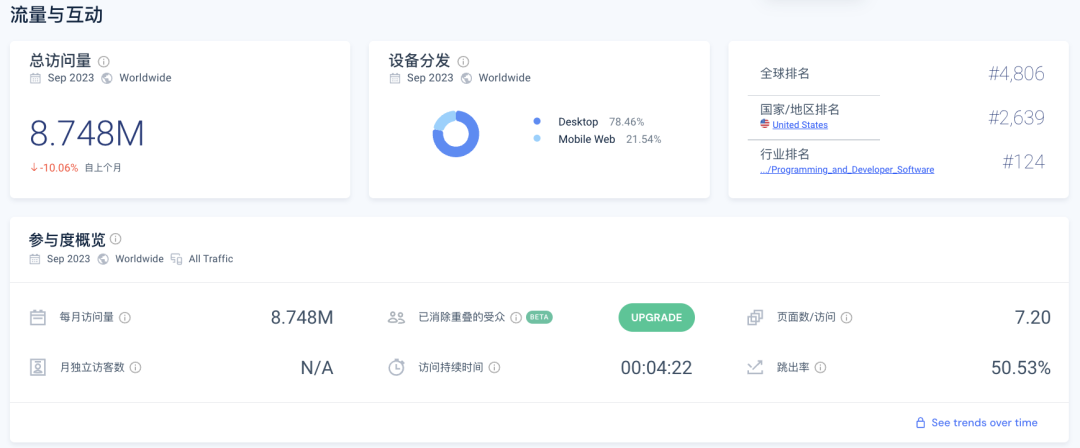 流量与互动
总访问量
Sep 2023 Worldwide
8.748M
↓-10.06% 自上个月
设备分发
Sep 2023 Worldwide
Desktop 78.46%
Mobile Web 21.54%
全球排名 #4,806
国家/地区排名
United States
#2,639
行业排名
.../Programming_and_Developer_Software
#124
参与度概览
Sep 2023 Worldwide All Traffic
每月访问量 8.748M
已消除重叠的受众 BETA UPGRADE
页面数/访问 7.20
月独立访客数 N/A
访问持续时间 00:04:22
跳出率 50.53%
See trends over time